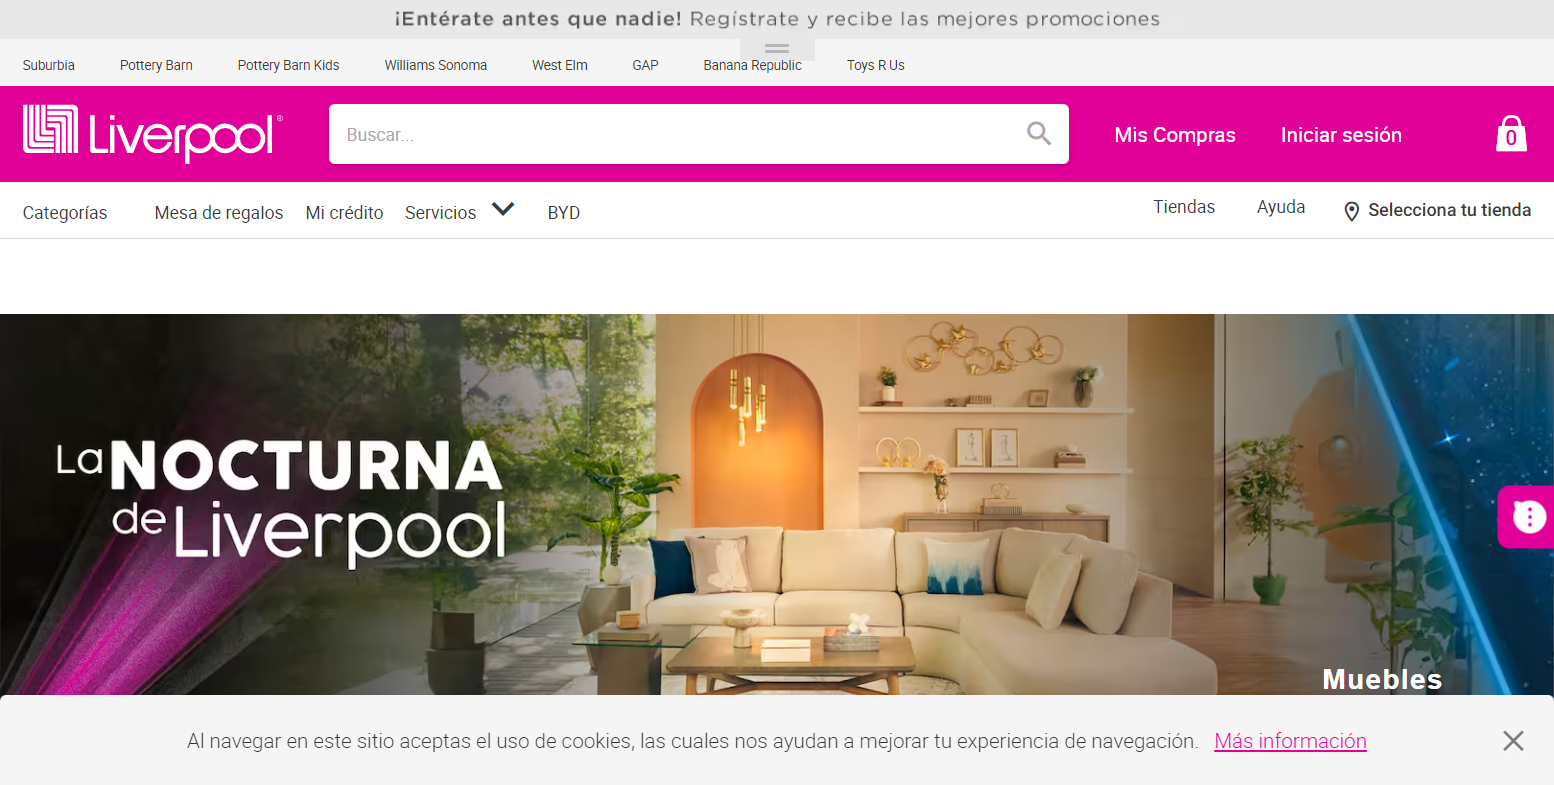 ¡Entérate antes que nadie! Regístrate y recibe las mejores promociones
Suburbia Pottery Barn Pottery Barn Kids Williams Sonoma West Elm GAP Banana Republic Toys R Us
Liverpool® Buscar... Mis Compras Iniciar sesión 0
Categorías Mesa de regalos Mi crédito Servicios BYD Tiendas Ayuda Selecciona tu tienda
La NOCTURNA
de Liverpool
Muebles
Al navegar en este sitio aceptas el uso de cookies, las cuales nos ayudan a mejorar tu experiencia de navegación. Más información